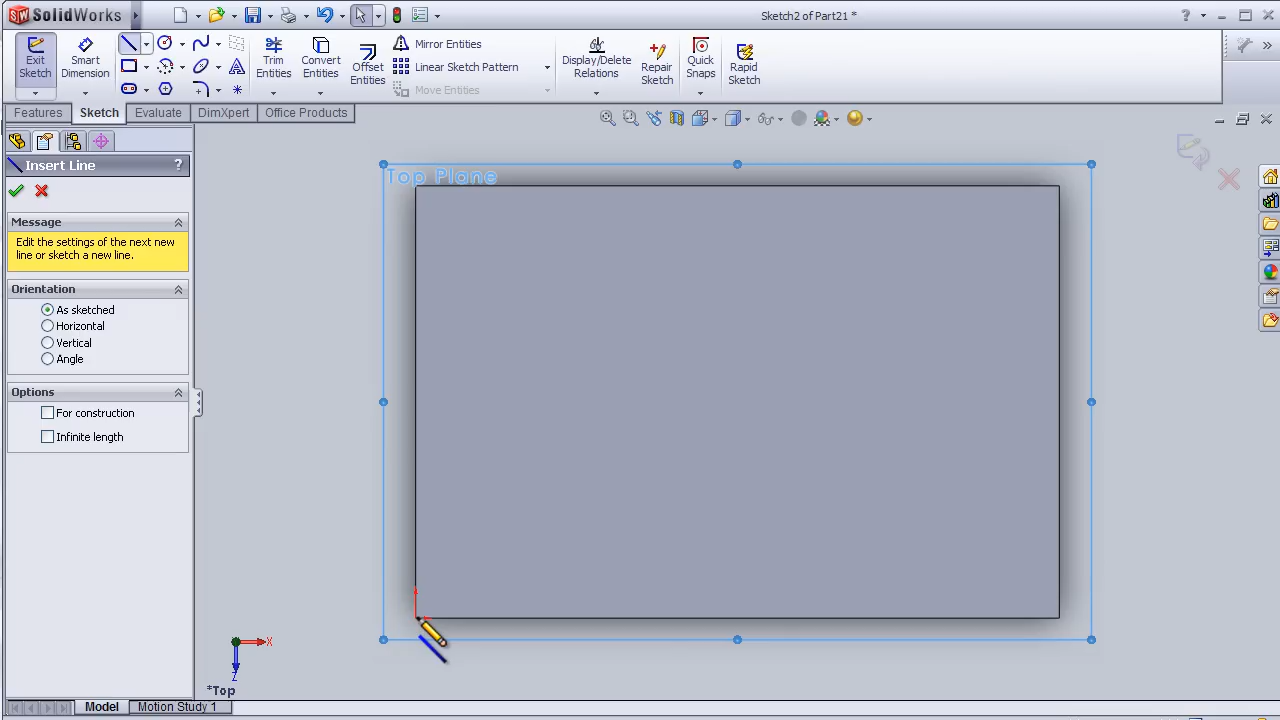 SolidWorks
Sketch2 of Part21 *
Exit Sketch
Smart Dimension
Trim Entities
Convert Entities
Offset Entities
Mirror Entities
Linear Sketch Pattern
Move Entities
Display/Delete Relations
Repair Sketch
Quick Snaps
Rapid Sketch
Features
Sketch
Evaluate
DimXpert
Office Products
Insert Line
?
Message
Edit the settings of the next new
line or sketch a new line.
Orientation
As sketched
Horizontal
Vertical
Angle
Options
For construction
Infinite length
Top Plane
X
Z
*Top
Model
Motion Study 1